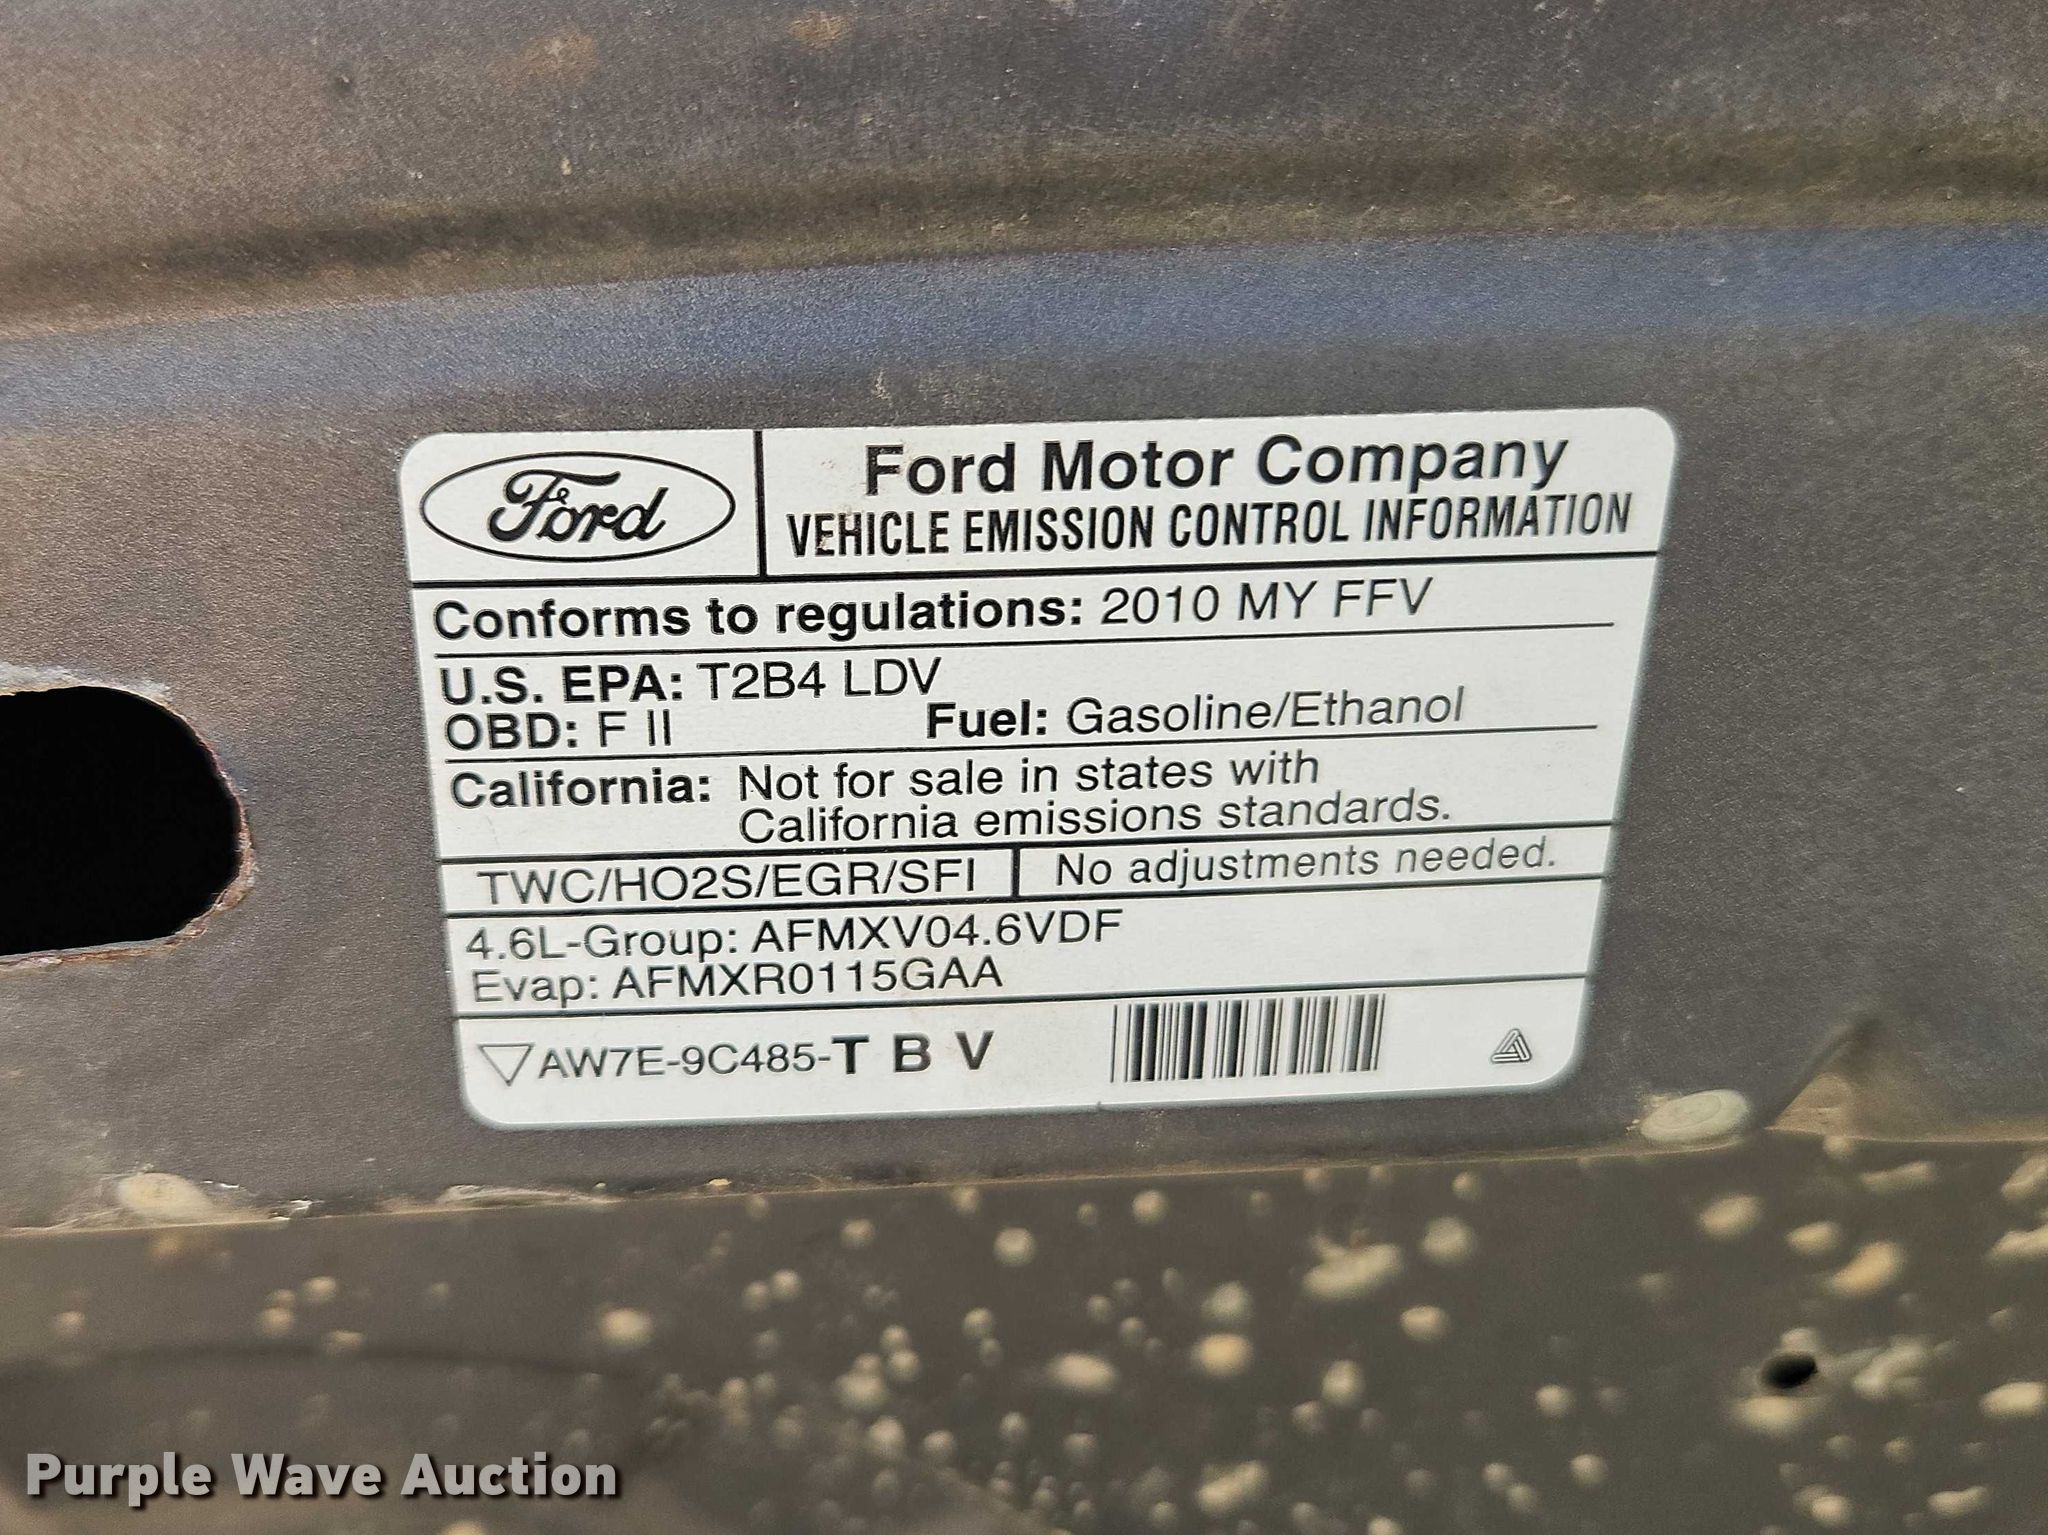 Ford
Ford Motor Company
VEHICLE EMISSION CONTROL INFORMATION
Conforms to regulations: 2010 MY FFV
U.S. EPA: T2B4 LDV
OBD: F II Fuel: Gasoline/Ethanol
California: Not for sale in states with
California emissions standards.
TWC/HO2S/EGR/SFI No adjustments needed.
4.6L-Group: AFMXV04.6VDF
Evap: AFMXR0115GAA
AW7E-9C485-T B V
Purple Wave Auction